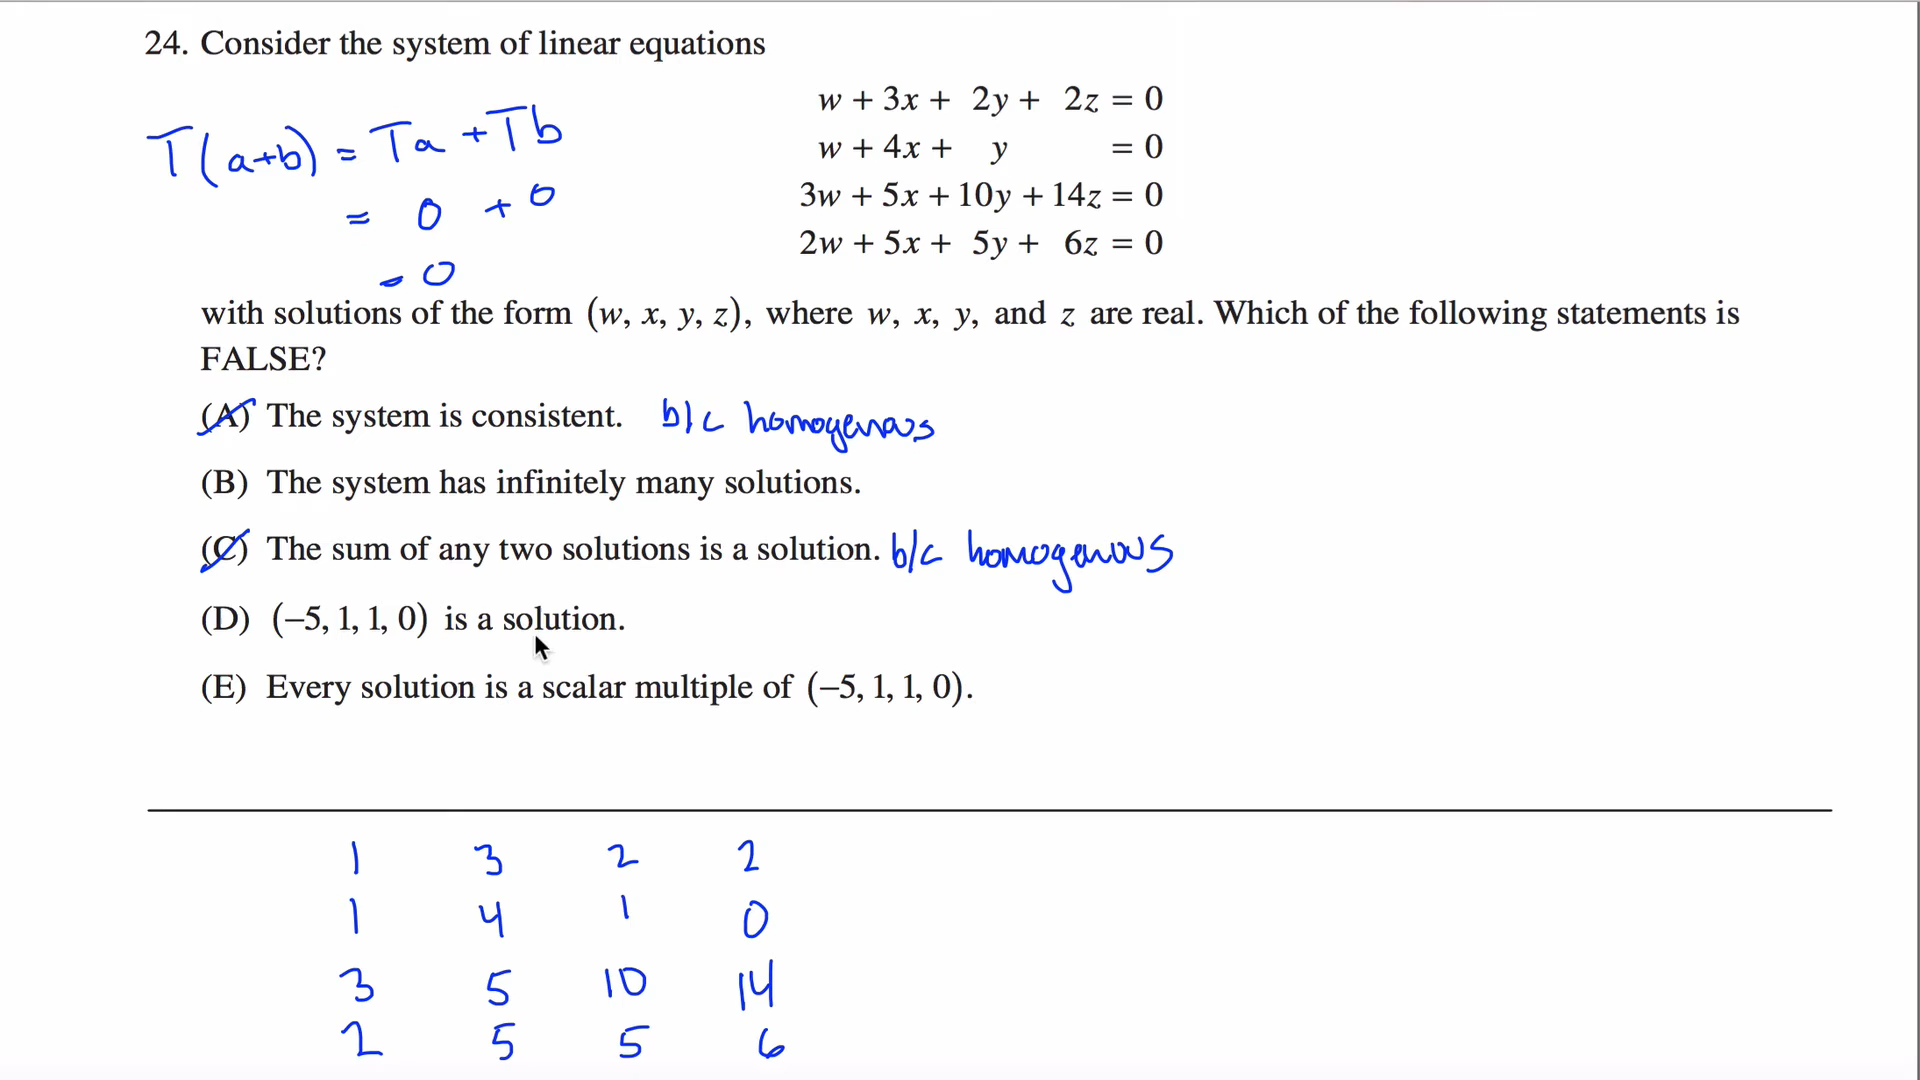 24. Consider the system of linear equations
w + 3x + 2y + 2z = 0
w + 4x + y = 0
3w + 5x + 10y + 14z = 0
2w + 5x + 5y + 6z = 0
T(a+b) = Ta + Tb
= 0 + 0
= 0
with solutions of the form (w, x, y, z), where w, x, y, and z are real. Which of the following statements is
FALSE?
(A) The system is consistent. b/c homogenous
(B) The system has infinitely many solutions.
(C) The sum of any two solutions is a solution. b/c homogenous
(D) (–5, 1, 1, 0) is a solution.
(E) Every solution is a scalar multiple of (–5, 1, 1, 0).
1 3 2 2
1 4 1 0
3 5 10 14
2 5 5 6